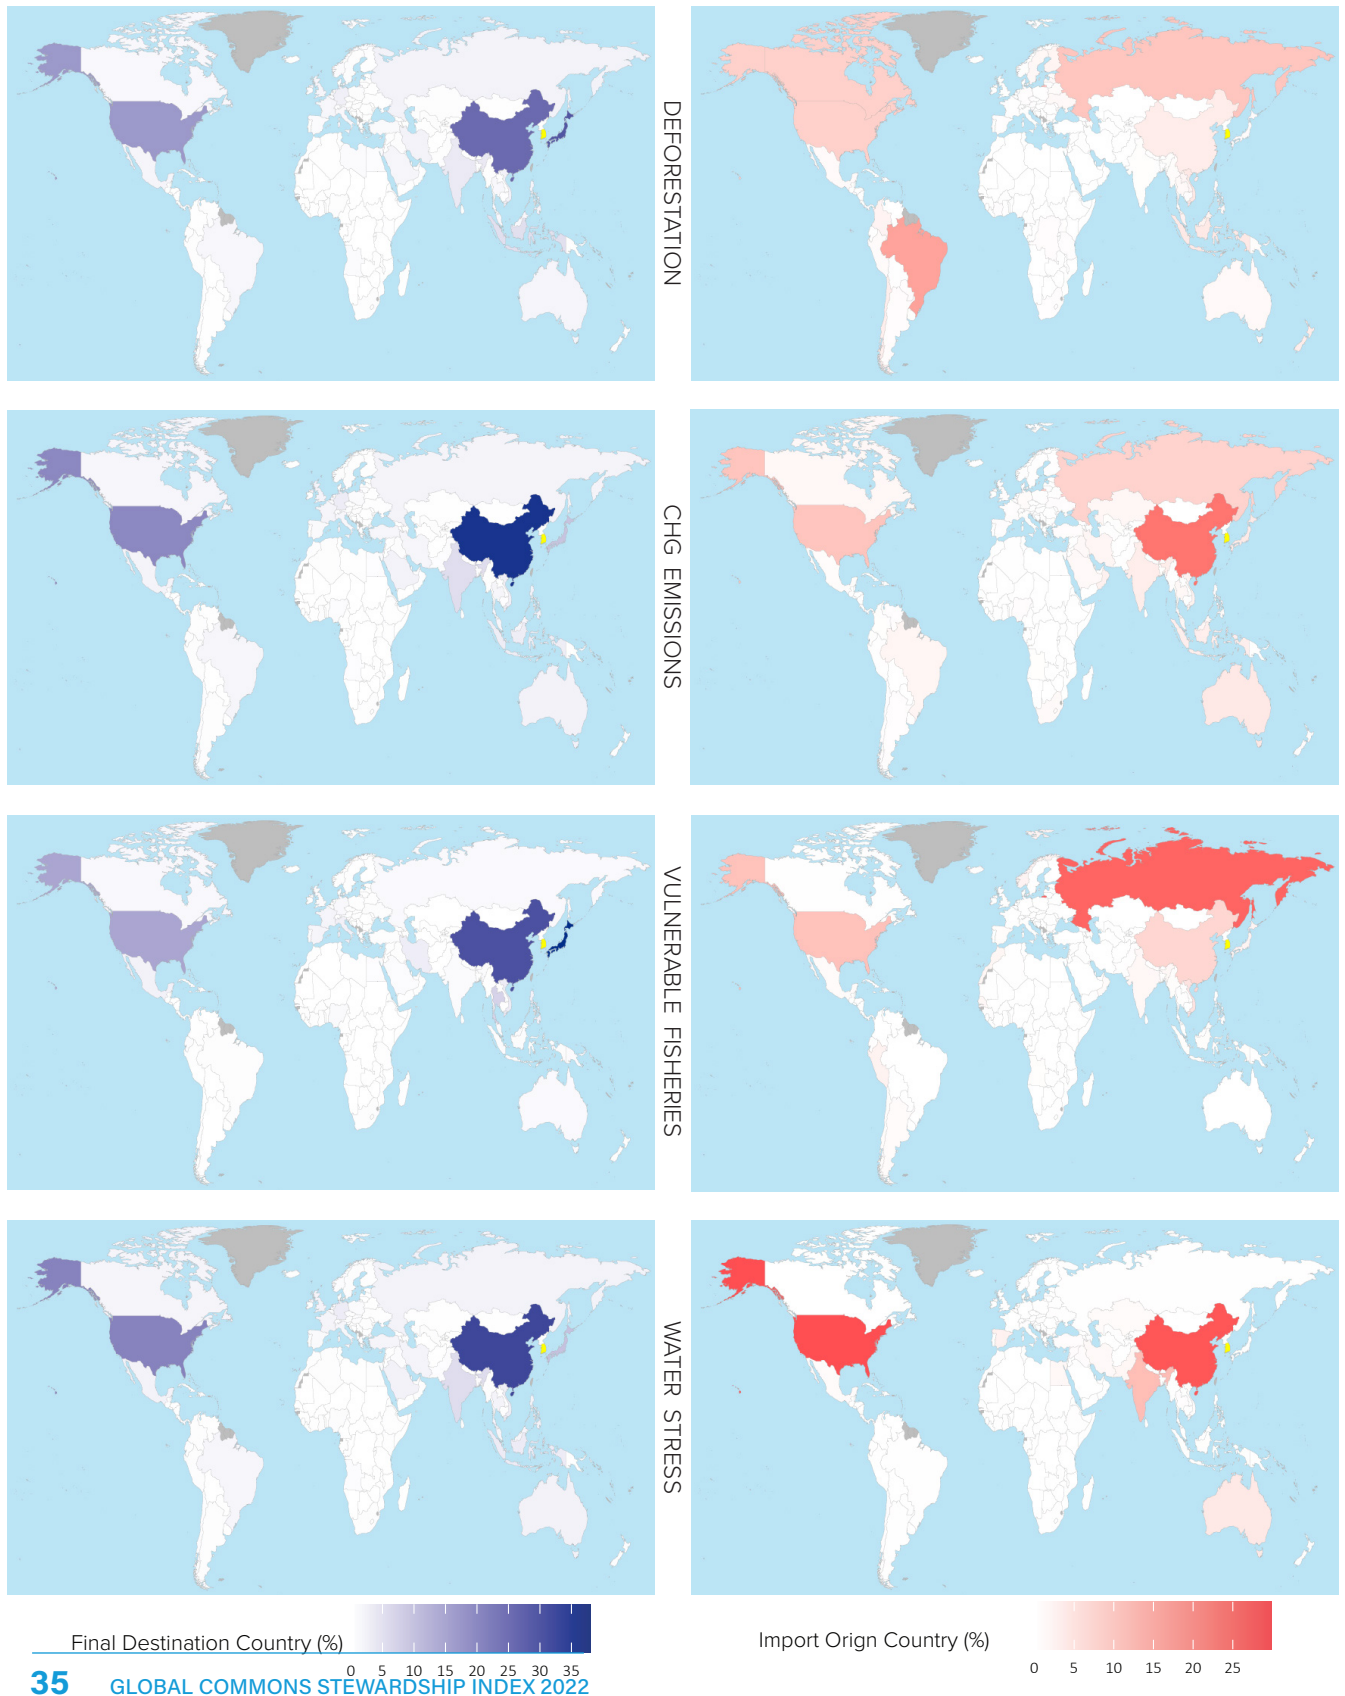 DEFORESTATION
CHG EMISSIONS
VULNERABLE FISHERIES
WATER STRESS
Final Destination Country (%)
0 5 10 15 20 25 30 35
Import Orign Country (%)
0 5 10 15 20 25
35 GLOBAL COMMONS STEWARDSHIP INDEX 2022